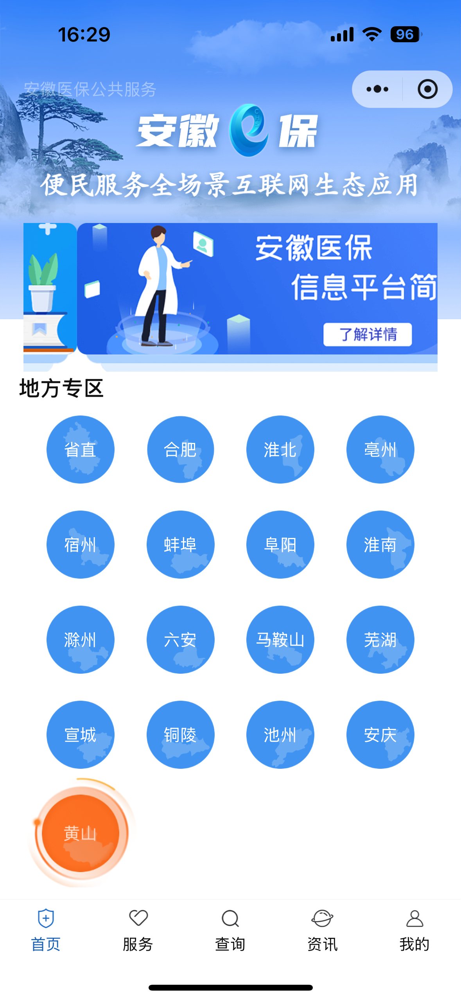 16:29
96
安徽医保公共服务
CHS
安徽e保
便民服务全场景互联网生态应用
安徽医保
信息平台简
了解详情
地方专区
省直 合肥 淮北 亳州
宿州 蚌埠 阜阳 淮南
滁州 六安 马鞍山 芜湖
宣城 铜陵 池州 安庆
黄山
首页 服务 查询 资讯 我的